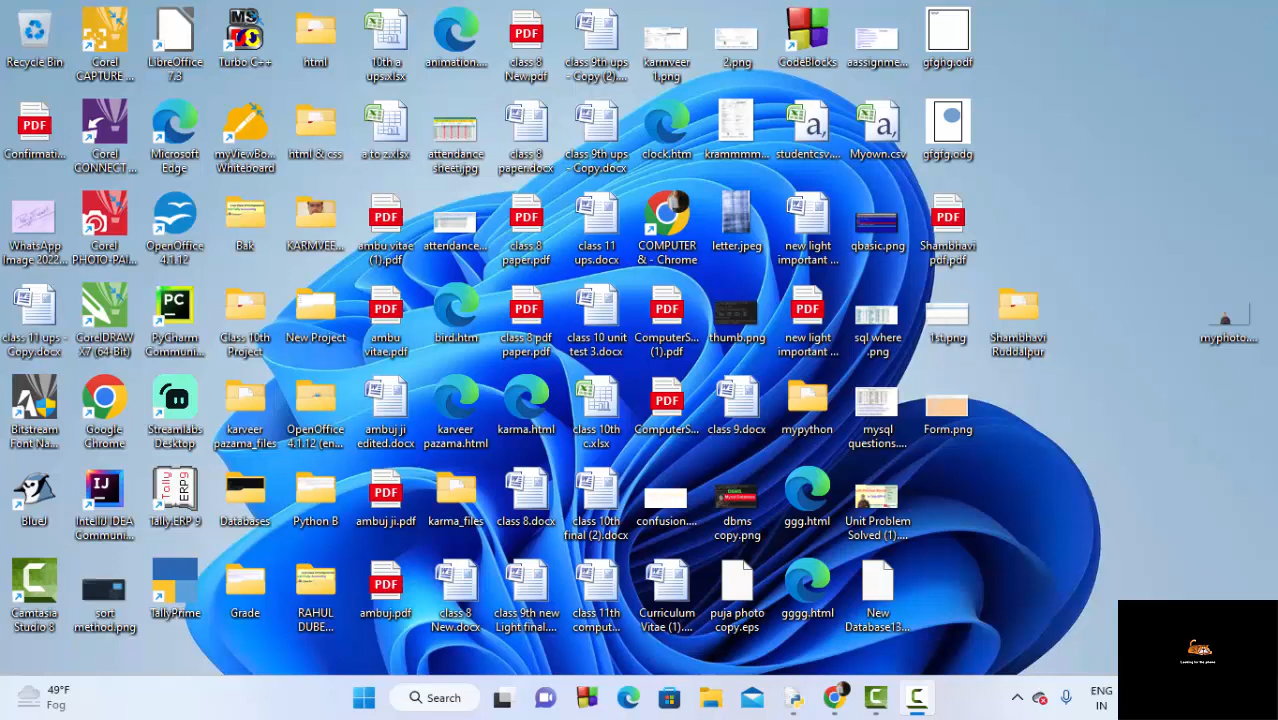 Recycle Bin
Corel
CAPTURE ...
LibreOffice
7.3
Turbo C++
html
10th a
ups.xlsx
animation....
class 8
New.pdf
class 9th ups
- Copy (2)....
karmveer
1.png
2.png
CodeBlocks
aassignme...
gfghg.odf
Confirmati...
Corel
CONNECT ...
Microsoft
Edge
myViewBo...
Whiteboard
html & css
a to z.xlsx
attendance
sheet.jpg
class 8
paper.docx
class 9th ups
- Copy.docx
clock.htm
krammmm...
studentcsv....
Myown.csv
gfgfg.odg
WhatsApp
Image 2022...
Corel
PHOTO-PAI...
OpenOffice
4.1.12
Bak
KARMVEE...
ambu vitae
(1).pdf
attendance...
class 8
paper.pdf
class 11
ups.docx
COMPUTER
& - Chrome
letter.jpeg
new light
important ...
qbasic.png
Shambhavi
pdf.pdf
class 11 ups -
Copy.docx
CorelDRAW
X7 (64-Bit)
PyCharm
Communi...
Class 10th
Project
New Project
ambu
vitae.pdf
bird.htm
class 8 pdf
paper.pdf
class 10 unit
test 3.docx
ComputerS...
(1).pdf
thumb.png
new light
important ...
sql where
.png
1st.png
Shambhavi
Ruddalpur
myphoto....
Bitstream
Font Na...
Google
Chrome
Streamlabs
Desktop
karveer
pazama_files
OpenOffice
4.1.12 (en...
ambuj ji
edited.docx
karveer
pazama.html
karma.html
class 10th
c.xlsx
ComputerS...
class 9.docx
mypython
mysql
questions....
Form.png
BlueJ
IntelliJ IDEA
Communi...
Tally.ERP 9
Databases
Python B
ambuj ji.pdf
karma_files
class 8.docx
class 10th
final (2).docx
confusion....
dbms
copy.png
ggg.html
Unit Problem
Solved (1)....
Camtasia
Studio 8
sort
method.png
TallyPrime
Grade
RAHUL
DUBE...
ambuj.pdf
class 8
New.docx
class 9th new
Light final....
class 11th
comput...
Curriculum
Vitae (1)....
puja photo
copy.eps
gggg.html
New
Database13...
Looking for the phone
49°F
Fog
Search
ENG
IN